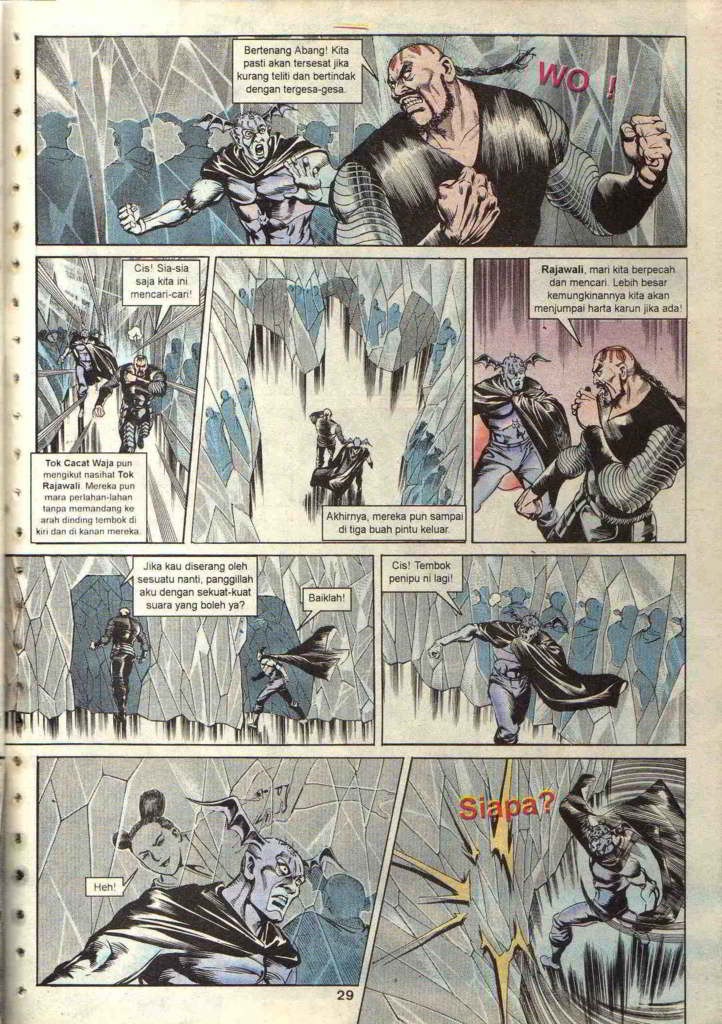 Bertenang Abang! Kita
pasti akan tersesat jika
kurang teliti dan bertindak
dengan tergesa-gesa.
WO !
Cis! Sia-sia
saja kita ini
mencari-cari!
Tok Cacat Waja pun
mengikut nasihat Tok
Rajawali. Mereka pun
mara perlahan-lahan
tanpa memandang ke
arah dinding tembok di
kiri dan di kanan mereka.
Akhirnya, mereka pun sampai
di tiga buah pintu keluar.
Rajawali, mari kita berpecah
dan mencari. Lebih besar
kemungkinannya kita akan
menjumpai harta karun jika ada!
Jika kau diserang oleh
sesuatu nanti, panggillah
aku dengan sekuat-kuat
suara yang boleh ya?
Baiklah!
Cis! Tembok
penipu ni lagi!
Heh!
Siapa?
29